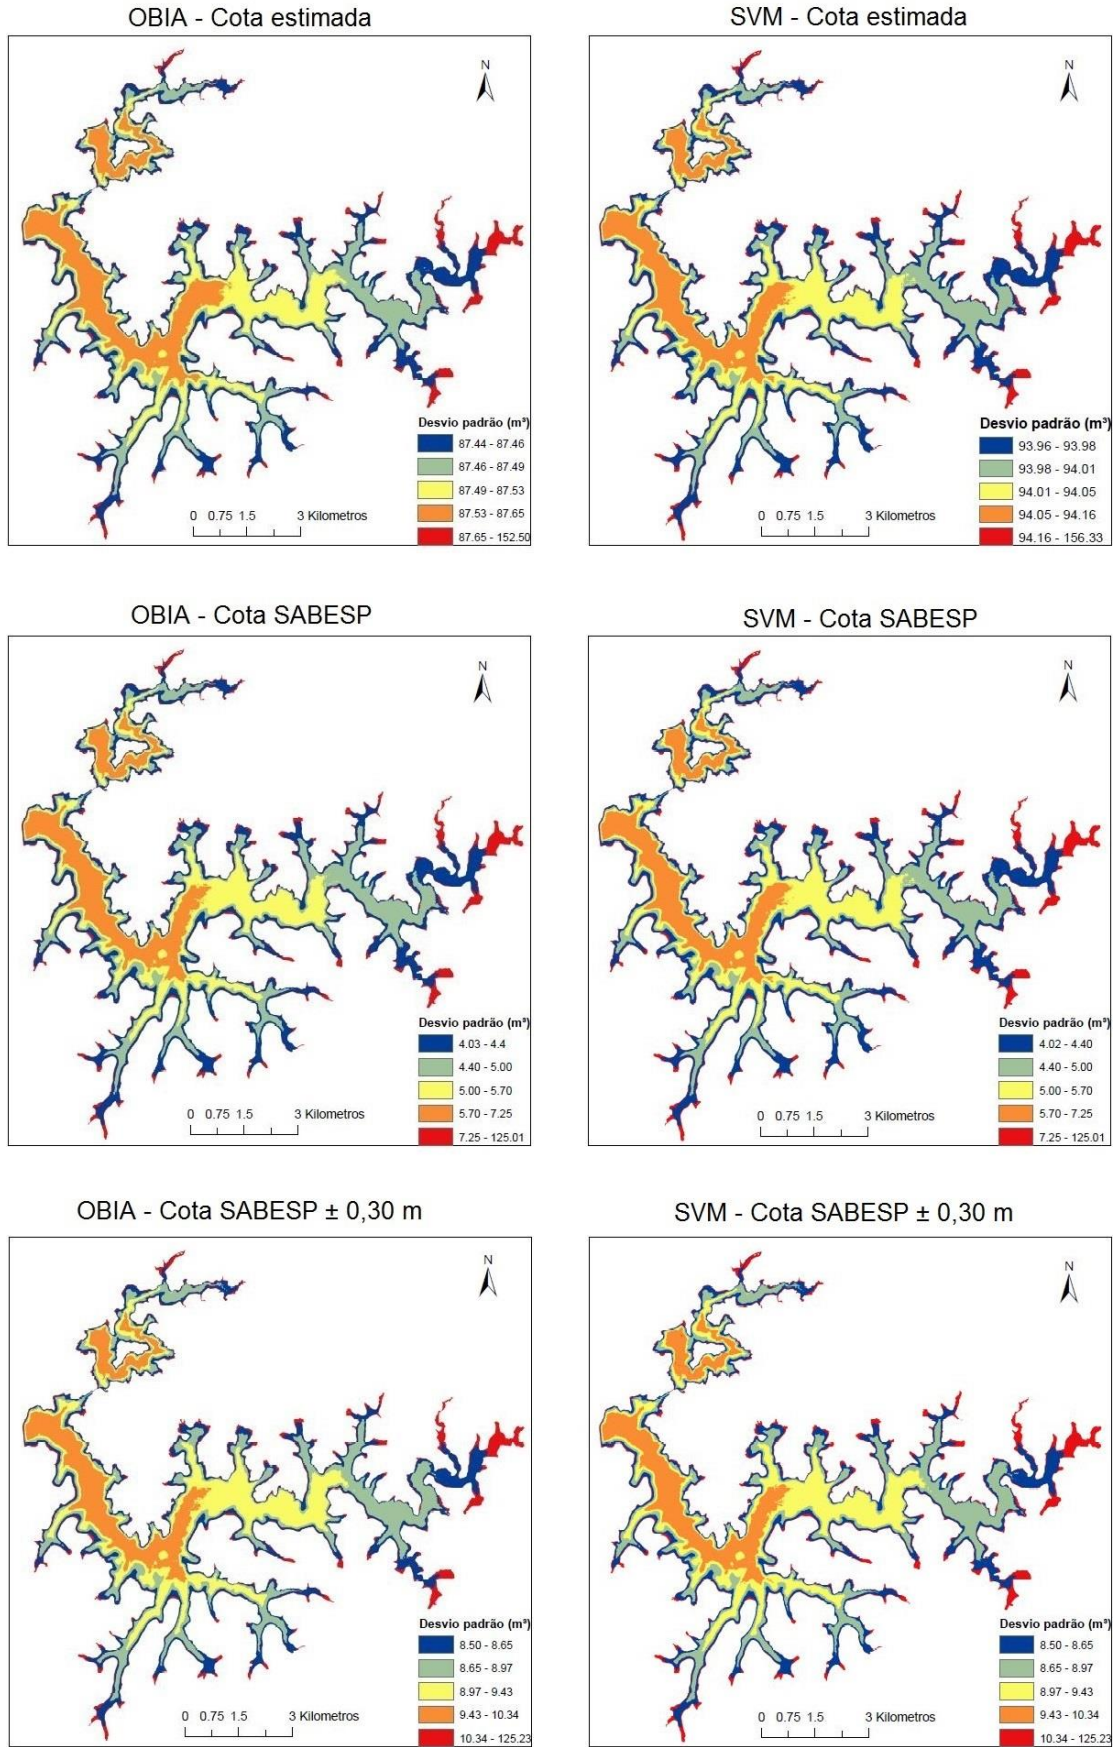 OBIA - Cota estimada
N
Desvio padrão (m³)
87.44 - 87.46
87.46 - 87.49
87.49 - 87.53
87.53 - 87.65
87.65 - 152.50
0 0.75 1.5 3 Kilometros
SVM - Cota estimada
N
Desvio padrão (m³)
93.96 - 93.98
93.98 - 94.01
94.01 - 94.05
94.05 - 94.16
94.16 - 156.33
0 0.75 1.5 3 Kilometros
OBIA - Cota SABESP
N
Desvio padrão (m³)
4.03 - 4.4
4.40 - 5.00
5.00 - 5.70
5.70 - 7.25
7.25 - 125.01
0 0.75 1.5 3 Kilometros
SVM - Cota SABESP
N
Desvio padrão (m³)
4.02 - 4.40
4.40 - 5.00
5.00 - 5.70
5.70 - 7.25
7.25 - 125.01
0 0.75 1.5 3 Kilometros
OBIA - Cota SABESP ± 0,30 m
N
Desvio padrão (m³)
8.50 - 8.65
8.65 - 8.97
8.97 - 9.43
9.43 - 10.34
10.34 - 125.23
0 0.75 1.5 3 Kilometros
SVM - Cota SABESP ± 0,30 m
N
Desvio padrão (m³)
8.50 - 8.65
8.65 - 8.97
8.97 - 9.43
9.43 - 10.34
10.34 - 125.23
0 0.75 1.5 3 Kilometros